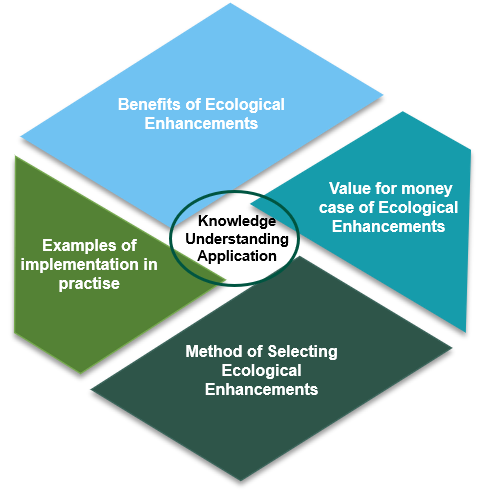 Benefits of Ecological
Enhancements
Value for money
case of Ecological
Enhancements
Knowledge
Understanding
Application
Examples of
implementation in
practise
Method of Selecting
Ecological
Enhancements